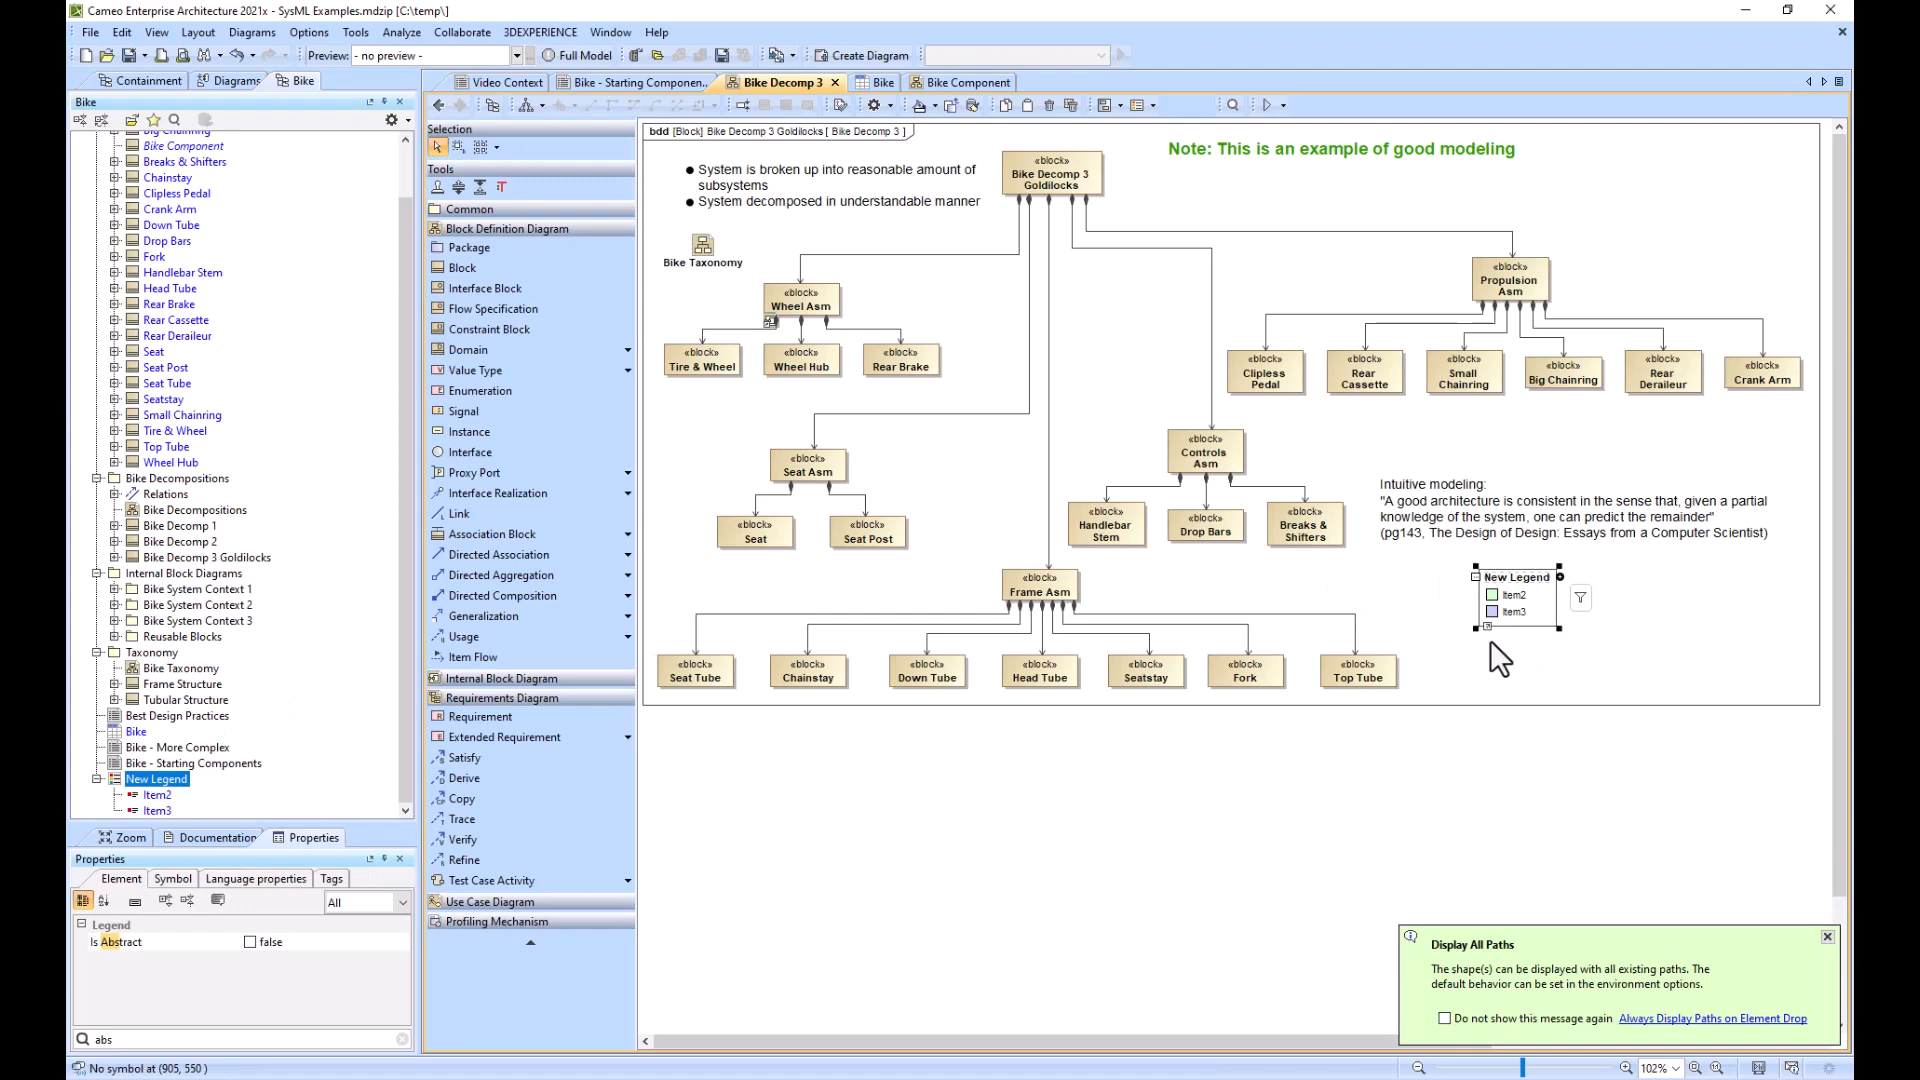 Cameo Enterprise Architecture 2021x - SysML Examples.mdzip [C:\temp\]
File Edit View Layout Diagrams Options Tools Analyze Collaborate 3DEXPERIENCE Window Help
Preview: - no preview - Full Model Create Diagram
Containment Diagrams Bike
Video Context Bike - Starting Componen... Bike Decomp 3 Bike Bike Component
Bike
Big Chainring
Bike Component
Breaks & Shifters
Chainstay
Clipless Pedal
Crank Arm
Down Tube
Drop Bars
Fork
Handlebar Stem
Head Tube
Rear Brake
Rear Cassette
Rear Deraileur
Seat
Seat Post
Seat Tube
Seatstay
Small Chainring
Tire & Wheel
Top Tube
Wheel Hub
Bike Decompositions
Relations
Bike Decompositions
Bike Decomp 1
Bike Decomp 2
Bike Decomp 3 Goldilocks
Internal Block Diagrams
Bike System Context 1
Bike System Context 2
Bike System Context 3
Reusable Blocks
Taxonomy
Bike Taxonomy
Frame Structure
Tubular Structure
Best Design Practices
Bike
Bike - More Complex
Bike - Starting Components
New Legend
Item2
Item3
Zoom Documentation Properties
Properties
Element Symbol Language properties Tags
All
Legend
Is Abstract false
abs
No symbol at (905, 550 )
Selection
Tools
Common
Block Definition Diagram
Package
Block
Interface Block
Flow Specification
Constraint Block
Domain
Value Type
Enumeration
Signal
Instance
Interface
Proxy Port
Interface Realization
Link
Association Block
Directed Association
Directed Aggregation
Directed Composition
Generalization
Usage
Item Flow
Internal Block Diagram
Requirements Diagram
Requirement
Extended Requirement
Satisfy
Derive
Copy
Trace
Verify
Refine
Test Case Activity
Use Case Diagram
Profiling Mechanism
bdd [Block] Bike Decomp 3 Goldilocks [ Bike Decomp 3 ]
Note: This is an example of good modeling
● System is broken up into reasonable amount of
subsystems
● System decomposed in understandable manner
«block»
Bike Decomp 3
Goldilocks
Bike Taxonomy
«block»
Wheel Asm
«block»
Tire & Wheel
«block»
Wheel Hub
«block»
Rear Brake
«block»
Propulsion
Asm
«block»
Clipless
Pedal
«block»
Rear
Cassette
«block»
Small
Chainring
«block»
Big Chainring
«block»
Rear
Deraileur
«block»
Crank Arm
«block»
Seat Asm
«block»
Seat
«block»
Seat Post
«block»
Controls
Asm
«block»
Handlebar
Stem
«block»
Drop Bars
«block»
Breaks &
Shifters
Intuitive modeling:
"A good architecture is consistent in the sense that, given a partial
knowledge of the system, one can predict the remainder"
(pg143, The Design of Design: Essays from a Computer Scientist)
New Legend
Item2
Item3
«block»
Frame Asm
«block»
Seat Tube
«block»
Chainstay
«block»
Down Tube
«block»
Head Tube
«block»
Seatstay
«block»
Fork
«block»
Top Tube
Display All Paths
The shape(s) can be displayed with all existing paths. The
default behavior can be set in the environment options.
Do not show this message again Always Display Paths on Element Drop
102%